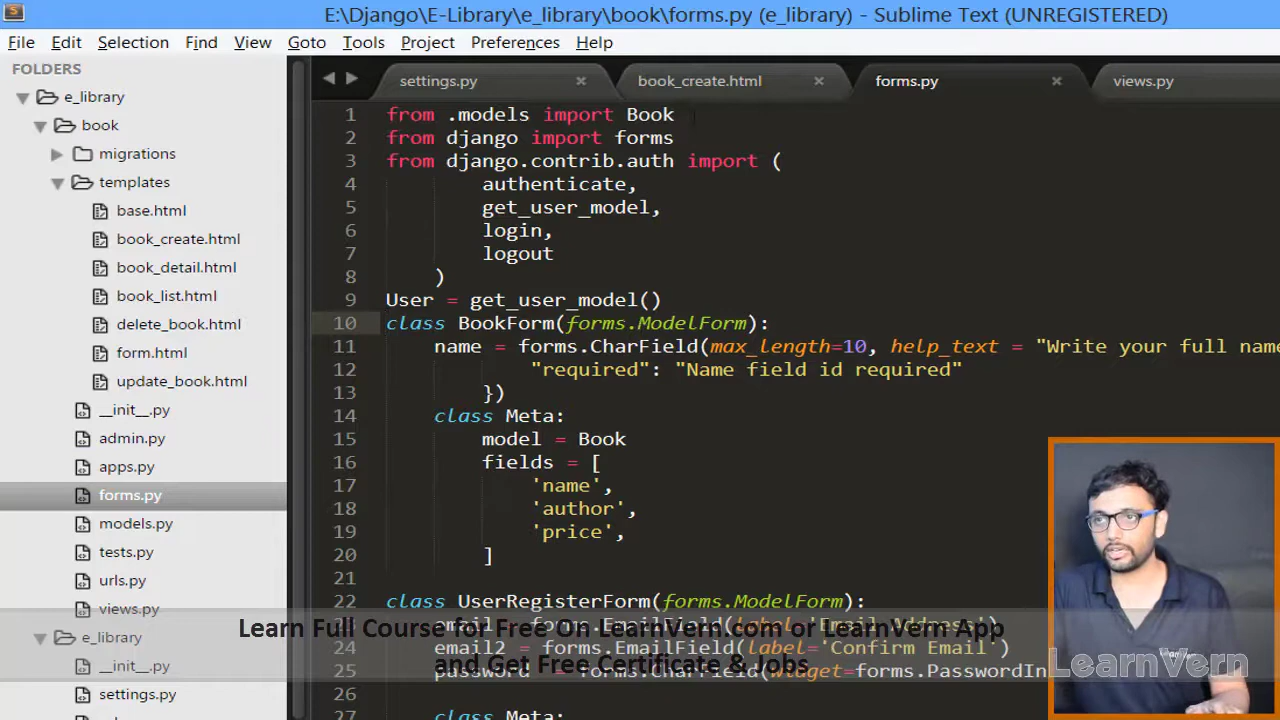 E:\Django\E-Library\e_library\book\forms.py (e_library) - Sublime Text (UNREGISTERED)
File Edit Selection Find View Goto Tools Project Preferences Help
FOLDERS
e_library
book
migrations
templates
base.html
book_create.html
book_detail.html
book_list.html
delete_book.html
form.html
update_book.html
__init__.py
admin.py
apps.py
forms.py
models.py
tests.py
urls.py
views.py
e_library
__init__.py
settings.py
settings.py book_create.html forms.py views.py
1 from .models import Book
2 from django import forms
3 from django.contrib.auth import (
4 authenticate,
5 get_user_model,
6 login,
7 logout
8 )
9 User = get_user_model()
10 class BookForm(forms.ModelForm):
11 name = forms.CharField(max_length=10, help_text = "Write your full name
12 "required": "Name field id required"
13 })
14 class Meta:
15 model = Book
16 fields = [
17 'name',
18 'author',
19 'price',
20 ]
21
22 class UserRegisterForm(forms.ModelForm):
23 email = forms.EmailField(label='Email Address')
24 email2 = forms.EmailField(label='Confirm Email')
25 password = forms.CharField(widget=forms.PasswordIn
26
27 class Meta:
Learn Full Course for Free On LearnVern.com or LearnVern App
and Get Free Certificate & Jobs
LearnVern